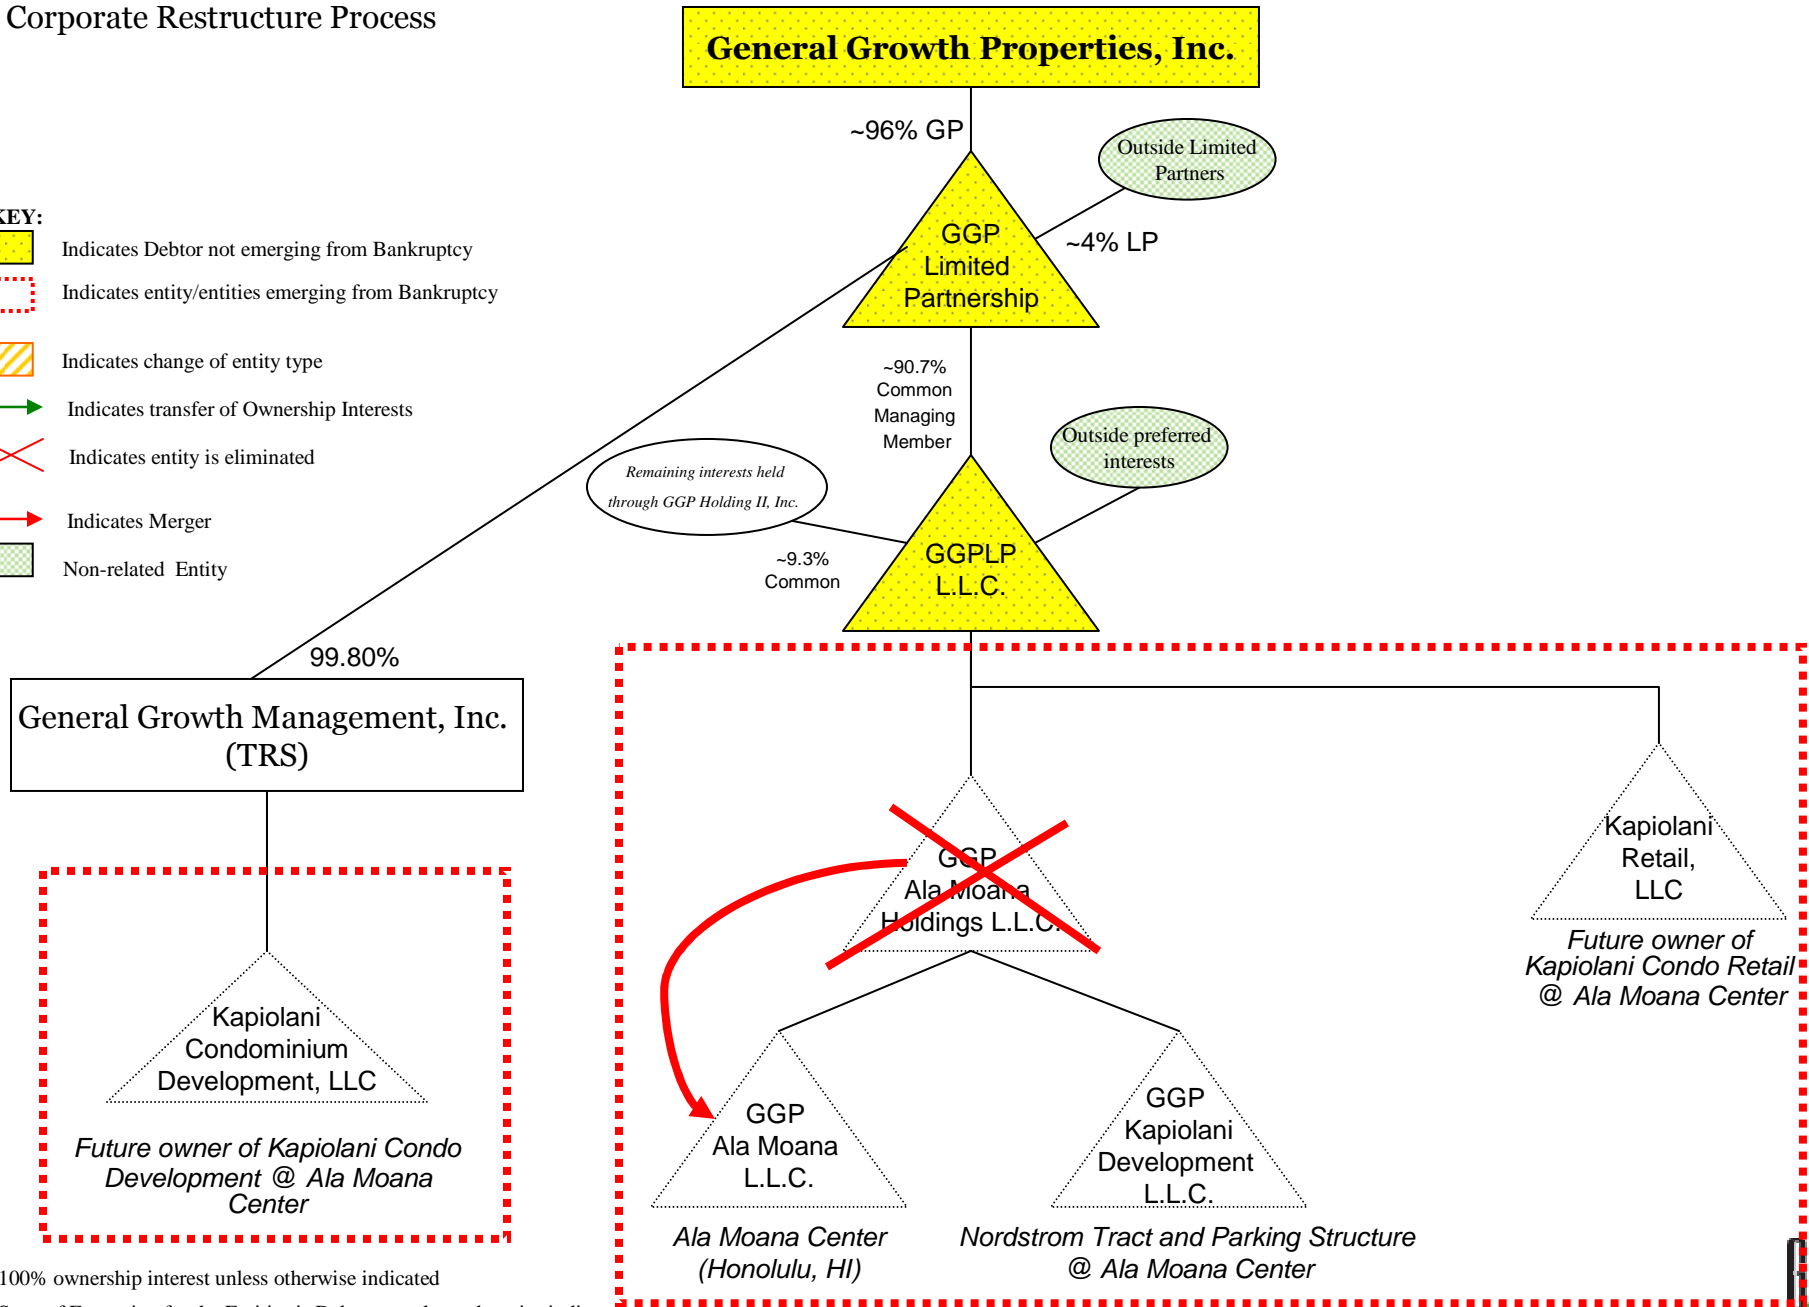 Corporate Restructure Process
General Growth Properties, Inc.
~96% GP
Outside Limited
Partners
GGP
Limited
Partnership
~4% LP
KEY:
Indicates Debtor not emerging from Bankruptcy
Indicates entity/entities emerging from Bankruptcy
Indicates change of entity type
Indicates transfer of Ownership Interests
Indicates entity is eliminated
Indicates Merger
Non-related Entity
~90.7%
Common
Managing
Member
Outside preferred
interests
Remaining interests held
through GGP Holding II, Inc.
~9.3%
Common
GGPLP
L.L.C.
99.80%
General Growth Management, Inc.
(TRS)
GGP
Ala Moana
Holdings L.L.C.
Kapiolani
Retail,
LLC
Future owner of
Kapiolani Condo Retail
@ Ala Moana Center
Kapiolani
Condominium
Development, LLC
Future owner of Kapiolani Condo
Development @ Ala Moana
Center
GGP
Ala Moana
L.L.C.
Ala Moana Center
(Honolulu, HI)
GGP
Kapiolani
Development
L.L.C.
Nordstrom Tract and Parking Structure
@ Ala Moana Center
100% ownership interest unless otherwise indicated